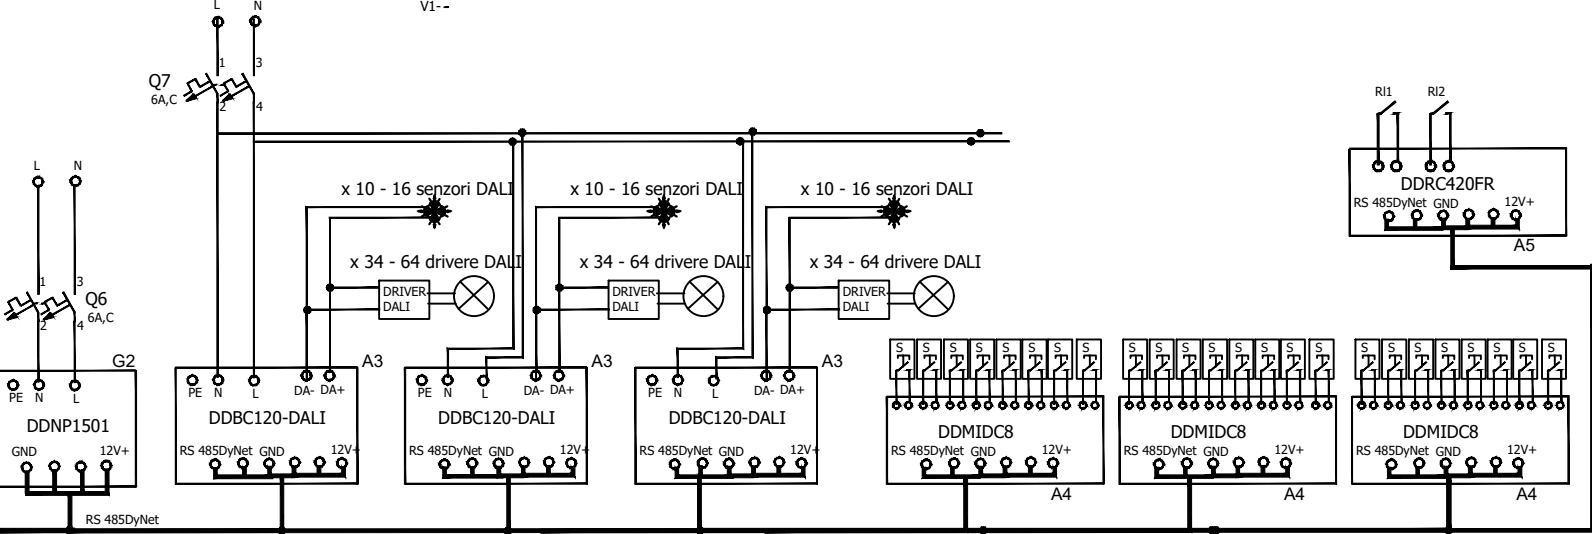 L N V1--
1 3
Q7
6A,C
2 4
Rl1 Rl2
L N
x 10 - 16 senzori DALI x 10 - 16 senzori DALI x 10 - 16 senzori DALI
DDRC420FR
RS 485DyNet GND 12V+
A5
x 34 - 64 drivere DALI x 34 - 64 drivere DALI x 34 - 64 drivere DALI
1 3
DRIVER DRIVER DRIVER
DALI DALI DALI
Q6
6A,C
2 4
S S S S S S S S S S S S S S S S S S S S S S S S
G2 A3 A3 A3
PE N L PE N L DA- DA+ PE N L DA- DA+ PE N L DA- DA+
DDNP1501 DDBC120-DALI DDBC120-DALI DDBC120-DALI DDMIDC8 DDMIDC8 DDMIDC8
GND 12V+ RS 485DyNet GND 12V+ RS 485DyNet GND 12V+ RS 485DyNet GND 12V+ RS 485DyNet GND 12V+ RS 485DyNet GND 12V+ RS 485DyNet GND 12V+
A4 A4 A4
RS 485DyNet